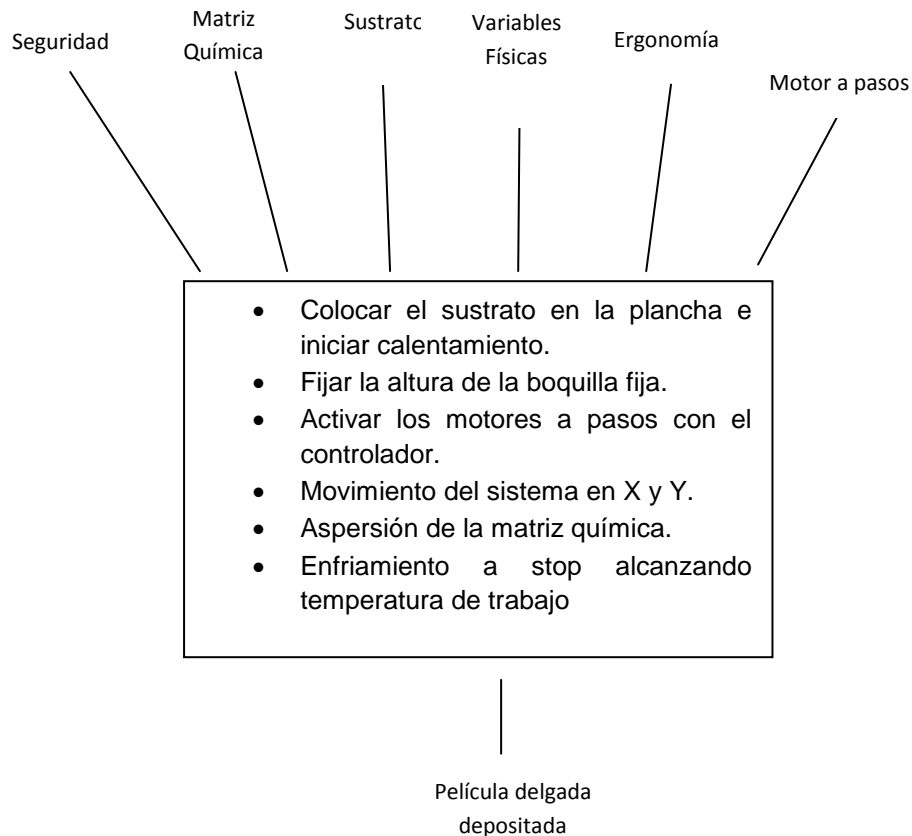 Seguridad
Matriz
Química
Sustrato
Variables
Físicas
Ergonomía
Motor a pasos
• Colocar el sustrato en la plancha e
iniciar calentamiento.
• Fijar la altura de la boquilla fija.
• Activar los motores a pasos con el
controlador.
• Movimiento del sistema en X y Y.
• Aspersión de la matriz química.
• Enfriamiento a stop alcanzando
temperatura de trabajo
Película delgada
depositada